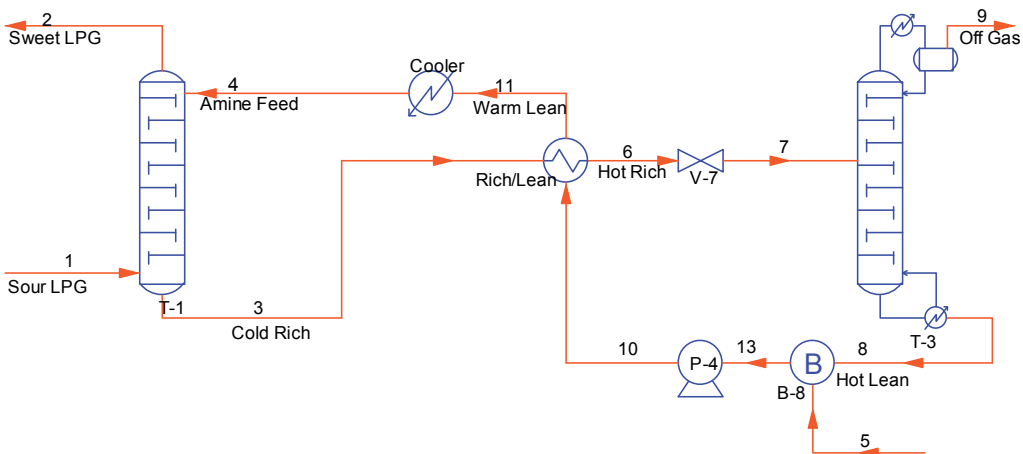 2
Sweet LPG
9
Off Gas
Cooler
4
Amine Feed
11
Warm Lean
6
Hot Rich
7
V-7
Rich/Lean
1
Sour LPG
T-1
3
Cold Rich
T-3
10
P-4
13
B
8
Hot Lean
B-8
5